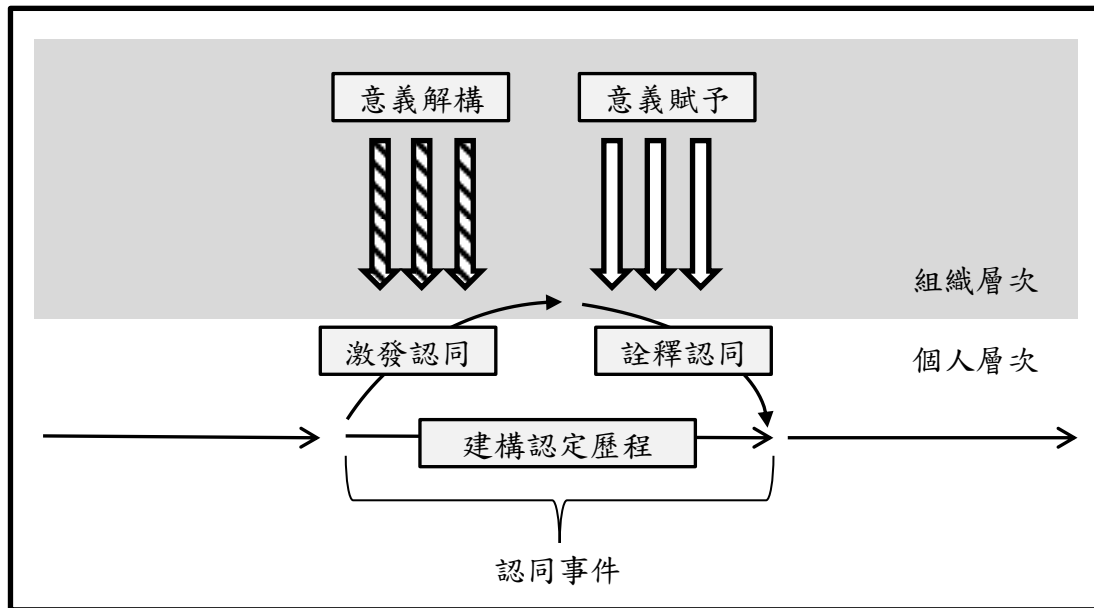 意義解構
意義賦予
組織層次
激發認同
詮釋認同
個人層次
建構認定歷程
認同事件